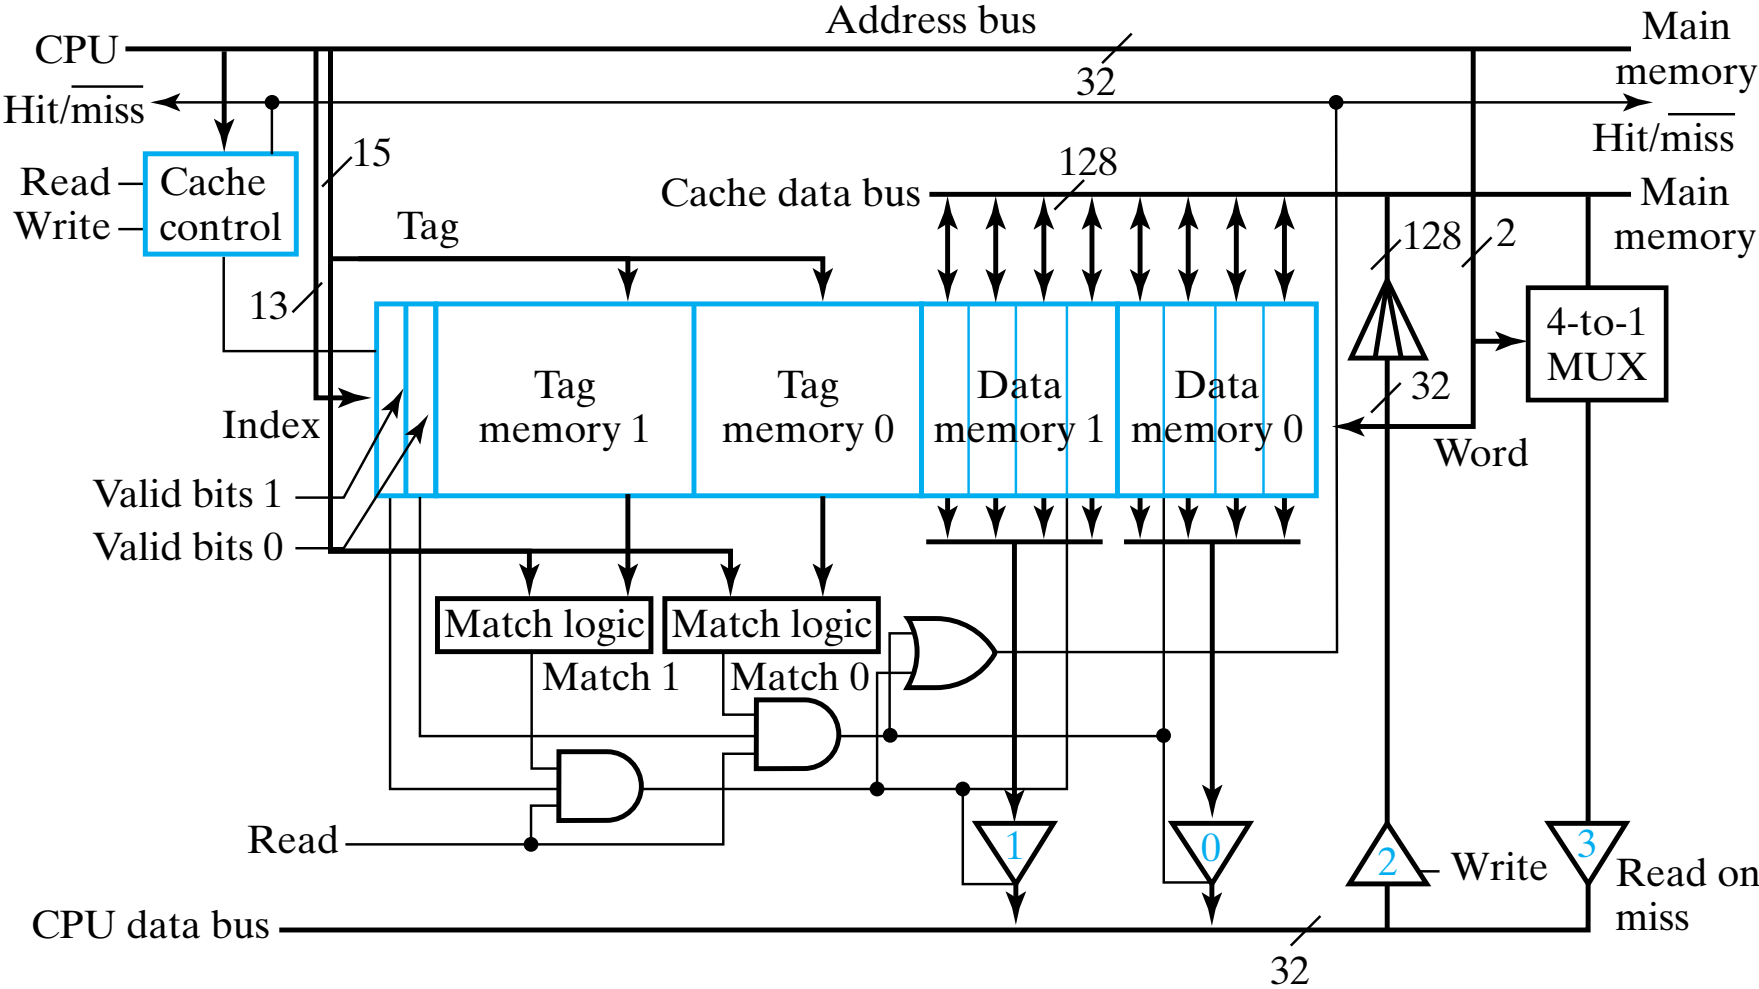 Address bus
CPU
32
Main
memory
Hit/miss
Hit/miss
15
128
Read
Write
Cache
control
Cache data bus
Main
memory
Tag
128
2
13
4-to-1
MUX
32
Tag
memory 1
Tag
memory 0
Data
memory 1
Data
memory 0
Index
Word
Valid bits 1
Valid bits 0
Match logic
Match logic
Match 1
Match 0
Read
1
0
2
Write
3
Read on
miss
CPU data bus
32